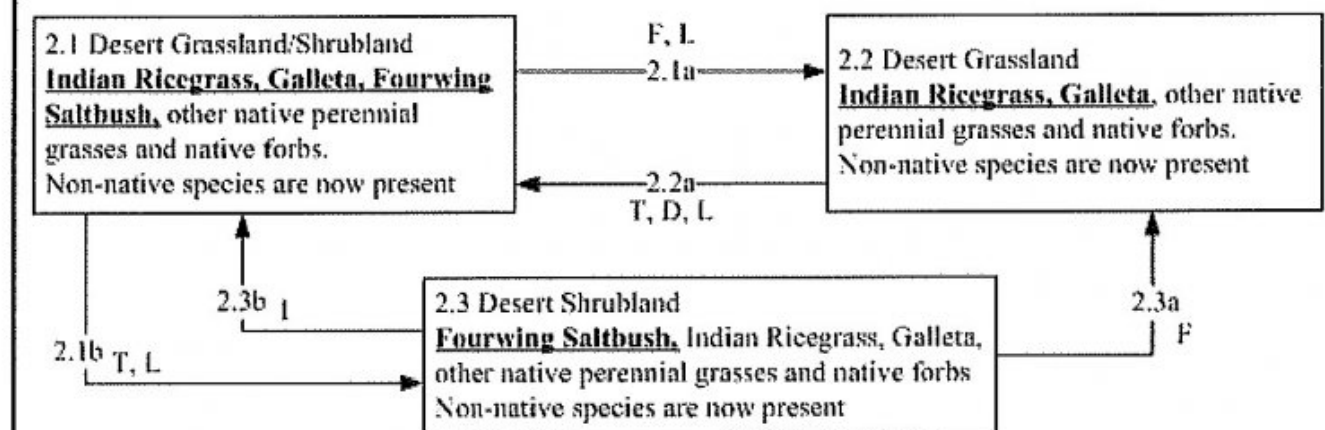 2.1 Desert Grassland/Shrubland
Indian Ricegrass, Galleta, Fourwing
Saltbush, other native perennial
grasses and native forbs.
Non-native species are now present
F, L
2.1a
2.2 Desert Grassland
Indian Ricegrass, Galleta, other native
perennial grasses and native forbs.
Non-native species are now present
2.2a
T, D, L
2.3b I
2.1b T, L
2.3 Desert Shrubland
Fourwing Saltbush, Indian Ricegrass, Galleta,
other native perennial grasses and native forbs
Non-native species are now present
2.3a
F